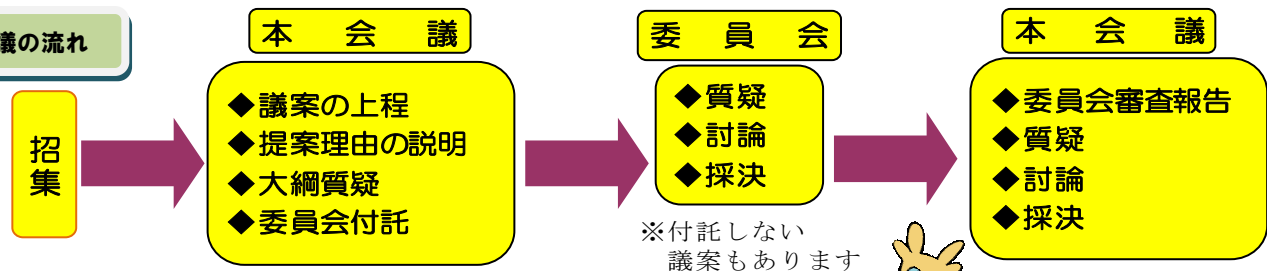 議の流れ
招集
本会議
◆議案の上程
◆提案理由の説明
◆大綱質疑
◆委員会付託
委員会
◆質疑
◆討論
◆採決
※付託しない
議案もあります
本会議
◆委員会審査報告
◆質疑
◆討論
◆採決